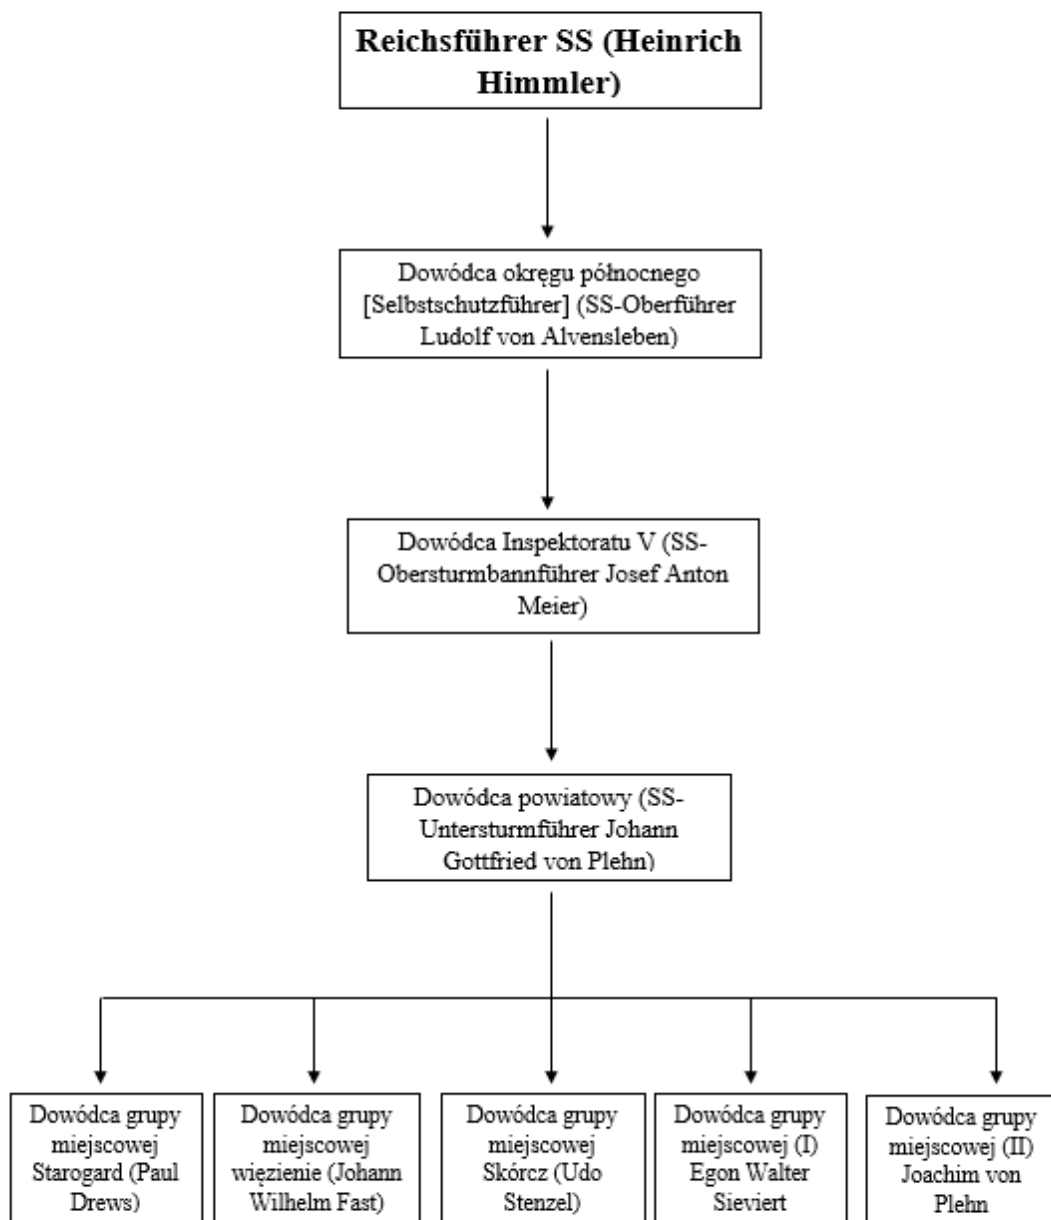 Reichsführer SS (Heinrich
Himmler)
Dowódca okręgu północnego
[Selbstschutzführer] (SS-Oberführer
Ludolf von Alvensleben)
Dowódca Inspektoratu V (SS-
Obersturmbannführer Josef Anton
Meier)
Dowódca powiatowy (SS-
Untersturmführer Johann
Gottfried von Plehn)
Dowódca grupy
miejscowej
Starogard (Paul
Drews)
Dowódca grupy
miejscowej
więzienie (Johann
Wilhelm Fast)
Dowódca grupy
miejscowej
Skórcz (Udo
Stenzel)
Dowódca grupy
miejscowej (I)
Egon Walter
Sieviert
Dowódca grupy
miejscowej (II)
Joachim von
Plehn